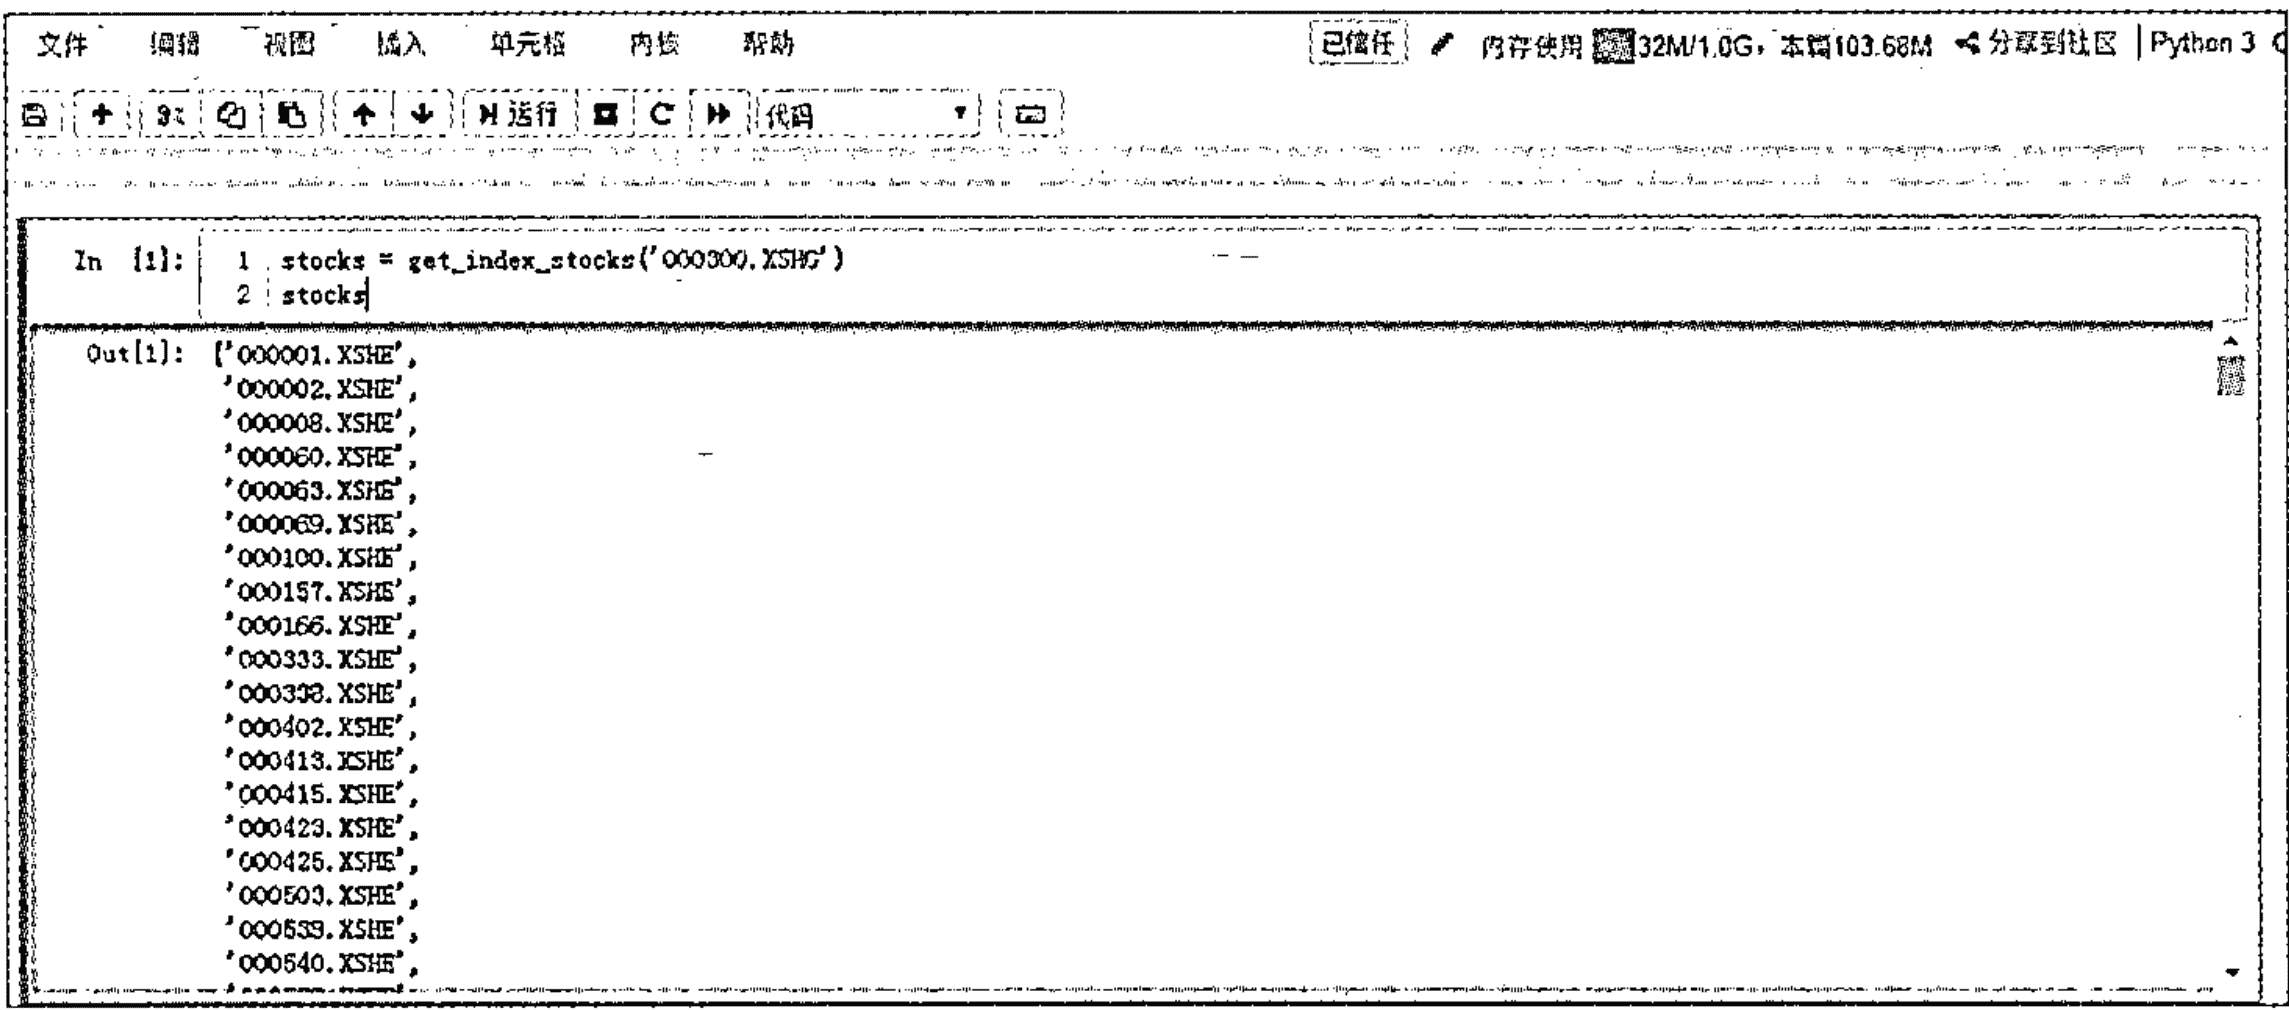 文件 编辑 视图 插入 单元格 内核 帮助 已信任 内存使用 32M/1.0G，本篇103.68M 分享到社区 Python 3
运行 代码
In [1]: 1 stocks = get_index_stocks('000300.XSHG')
2 stocks
Out[1]: ['000001.XSHE',
'000002.XSHE',
'000008.XSHE',
'000060.XSHE',
'000063.XSHE',
'000069.XSHE',
'000100.XSHE',
'000157.XSHE',
'000166.XSHE',
'000333.XSHE',
'000338.XSHE',
'000402.XSHE',
'000413.XSHE',
'000415.XSHE',
'000423.XSHE',
'000425.XSHE',
'000503.XSHE',
'000539.XSHE',
'000540.XSHE',